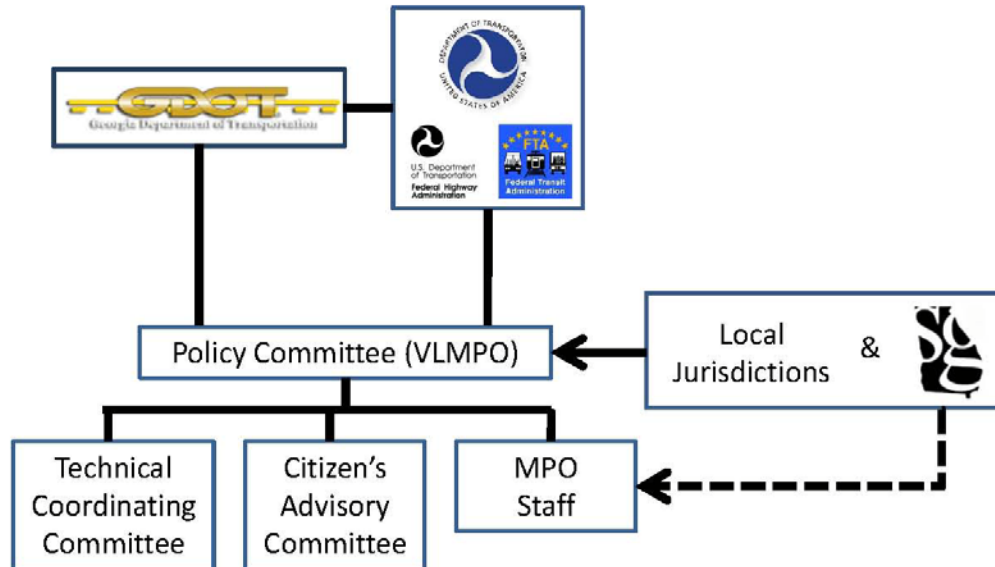 DEPARTMENT OF TRANSPORTATION
UNITED STATES OF AMERICA
GDOT
Georgia Department of Transportation
U.S. Department
of Transportation
Federal Highway
Administration
FTA
Federal Transit
Administration
Policy Committee (VLMPO)
Local
Jurisdictions
&
Technical
Coordinating
Committee
Citizen’s
Advisory
Committee
MPO
Staff